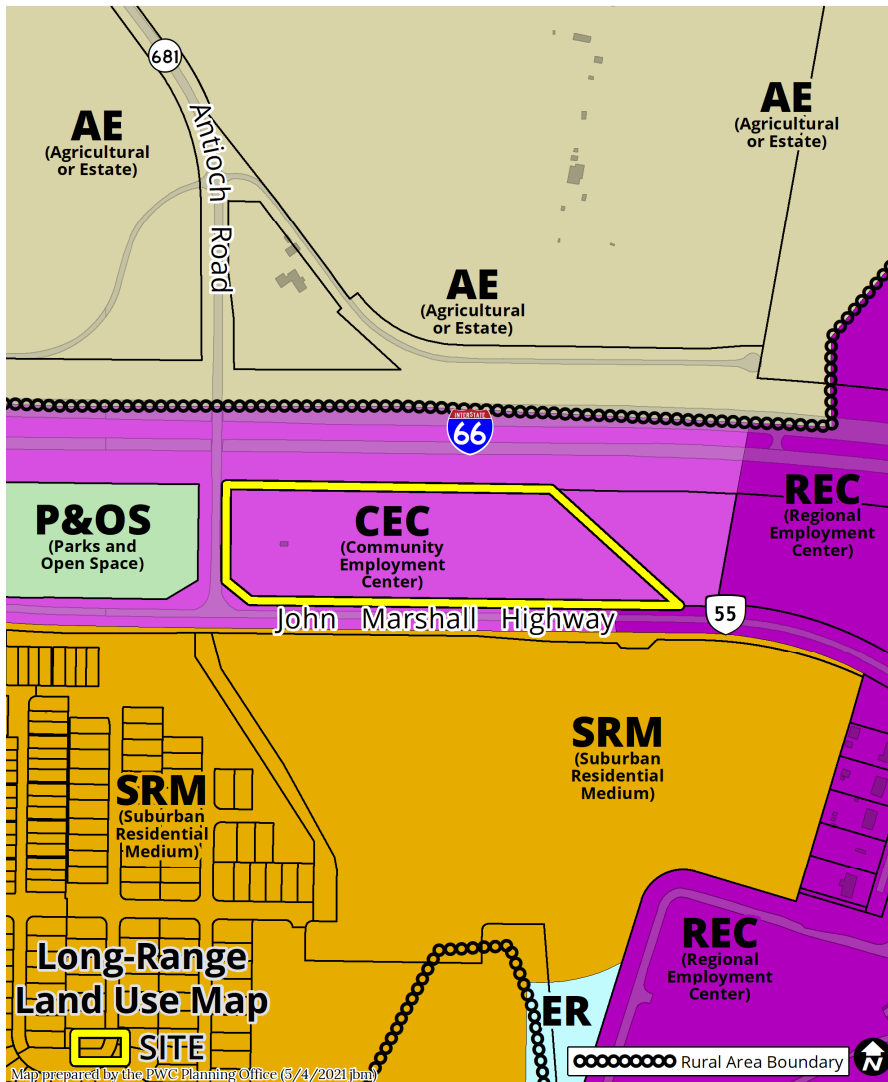 681
AE
(Agricultural
or Estate)
Antioch Road
AE
(Agricultural
or Estate)
AE
(Agricultural
or Estate)
INTERSTATE
66
P&OS
(Parks and
Open Space)
CEC
(Community
Employment
Center)
REC
(Regional
Employment
Center)
John Marshall Highway
55
SRM
(Suburban
Residential
Medium)
SRM
(Suburban
Residential
Medium)
REC
(Regional
Employment
Center)
ER
Long-Range
Land Use Map
SITE
Map prepared by the PWC Planning Office (5/4/2021 jbm)
Rural Area Boundary
N